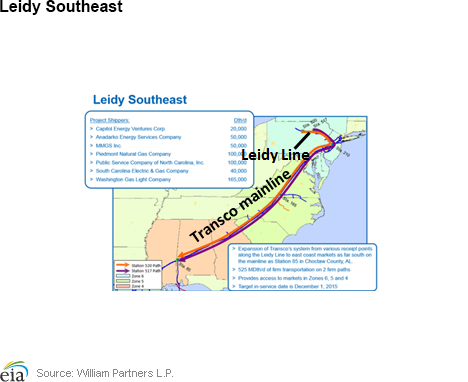 Leidy Southeast
Leidy Southeast
Project Shippers: Dth/d
> Capitol Energy Ventures Corp. 20,000
> Anadarko Energy Services Company 50,000
> MMGS Inc. 50,000
> Piedmont Natural Gas Company 100,000
> Public Service Company of North Carolina, Inc. 100,000
> South Carolina Electric & Gas Company 40,000
> Washington Gas Light Company 165,000
Leidy Line
Transco mainline
Station 520 Path
Station 517 Path
Zone 6
Zone 5
Zone 4
> Expansion of Transco's system from various receipt points
along the Leidy Line to east coast markets as far south on
the mainline as Station 85 in Choctaw County, AL.
> 525 MDth/d of firm transportation on 2 firm paths
> Provides access to markets in Zones 6, 5 and 4
> Target in-service date is December 1, 2015
eia
Source: William Partners L.P.